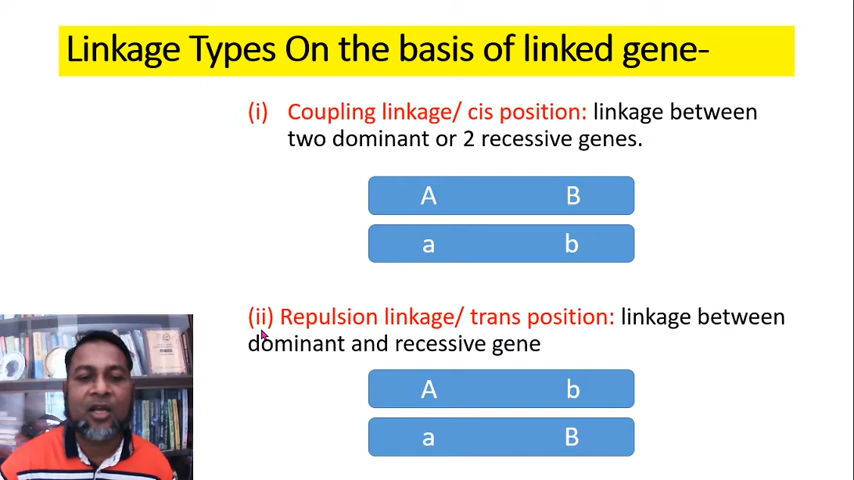 Linkage Types On the basis of linked gene-
(i) Coupling linkage/ cis position: linkage between
two dominant or 2 recessive genes.
A B
a b
(ii) Repulsion linkage/ trans position: linkage between
dominant and recessive gene
A b
a B